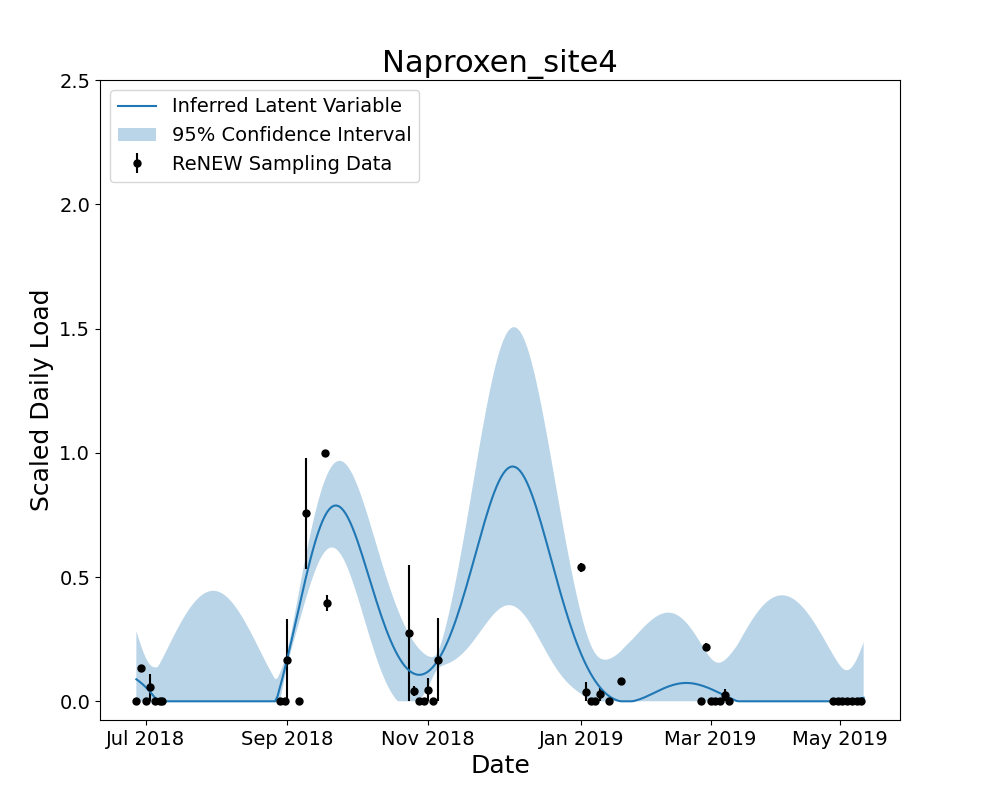 Naproxen_site4
2.5
Inferred Latent Variable
95% Confidence Interval
ReNEW Sampling Data
2.0
1.5
1.0
0.5
0.0
Scaled Daily Load
Jul 2018 Sep 2018 Nov 2018 Jan 2019 Mar 2019 May 2019
Date